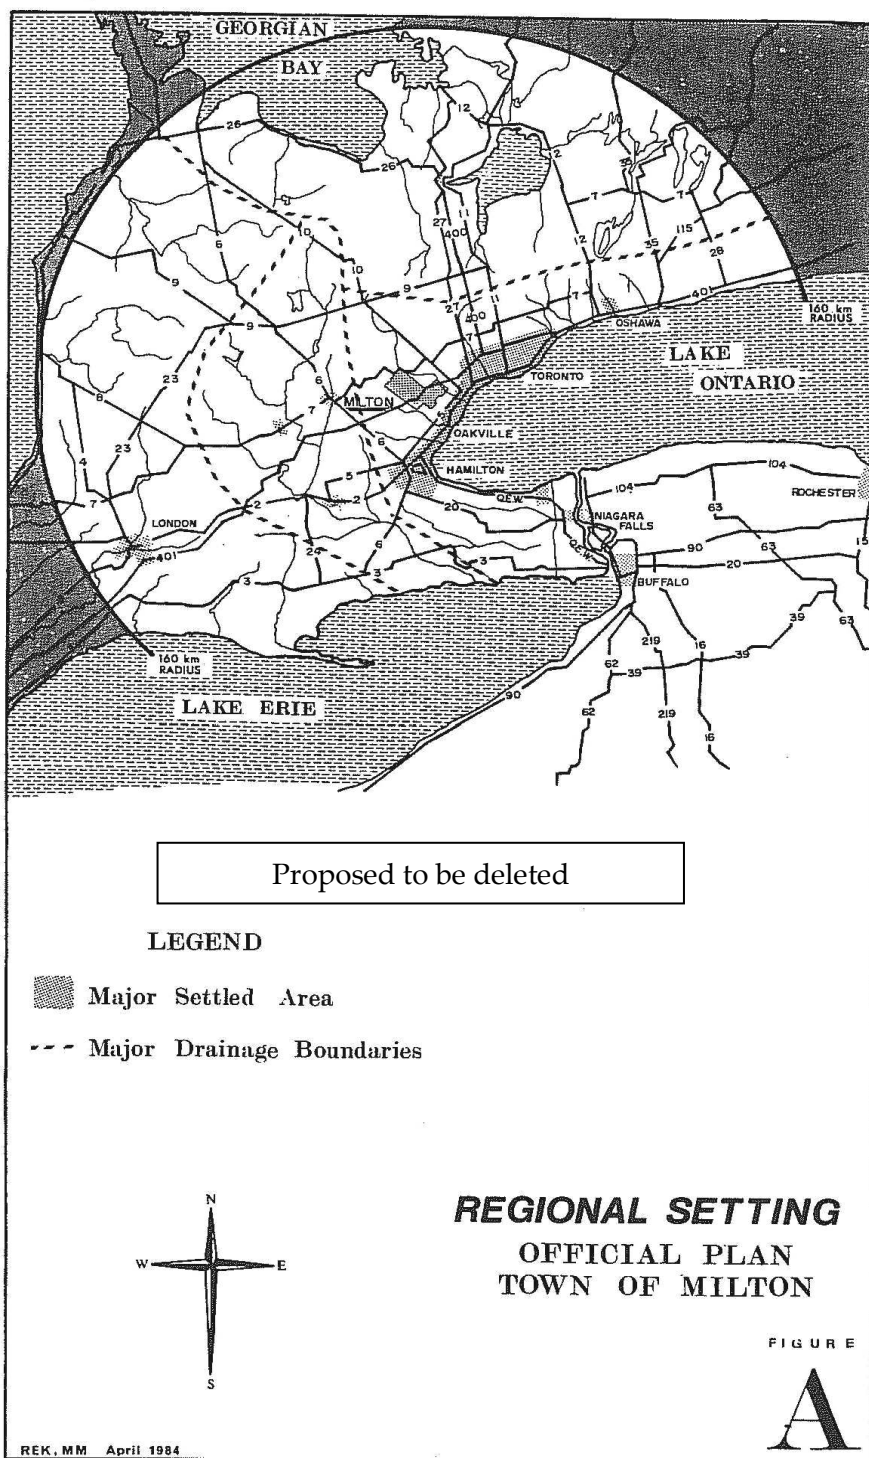 GEORGIAN
BAY
12
26
26
12
35
7
7
6
27
11
400
10
10
12
35
115
28
9
9
9
27
400
11
7
7
401
OSHAWA
160 km
RADIUS
LAKE
ONTARIO
TORONTO
23
6
8
7
MILTON
OAKVILLE
6
HAMILTON
23
4
5
7
LONDON
2
2
401
24
6
3
3
3
20
Q.E.W.
Q.E.W.
NIAGARA
FALLS
BUFFALO
104
104
ROCHESTER
63
90
63
15
20
39
63
219
16
62
39
39
90
62
219
16
160 km
RADIUS
LAKE ERIE
Proposed to be deleted
LEGEND
Major Settled Area
Major Drainage Boundaries
N
W
E
S
REGIONAL SETTING
OFFICIAL PLAN
TOWN OF MILTON
FIGURE
A
REK, MM April 1984